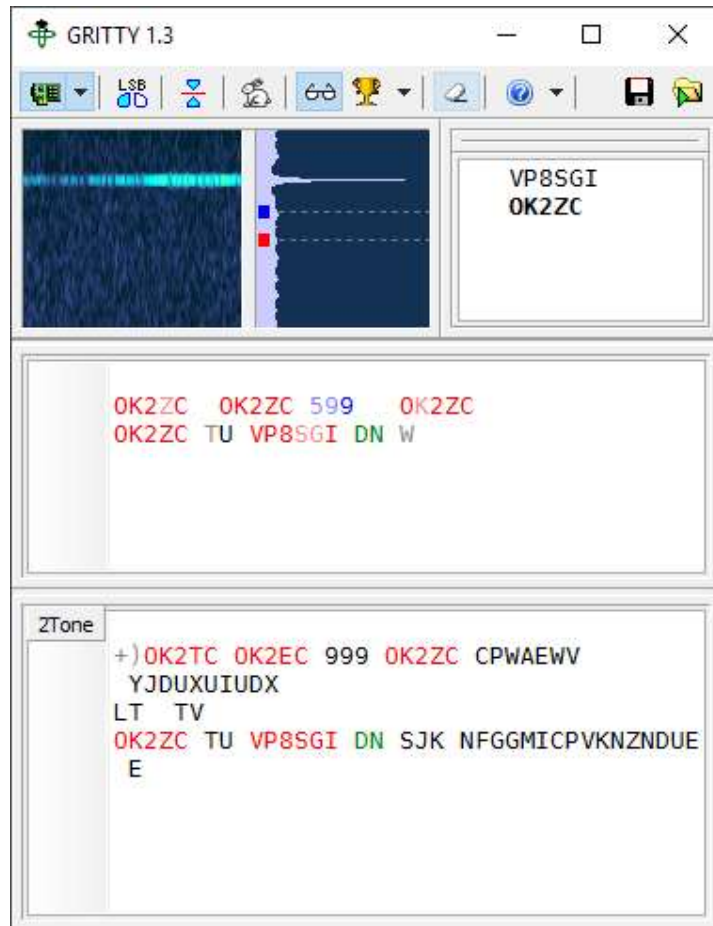 GRITTY 1.3
LSB
VP8SGI
OK2ZC
OK2ZC OK2ZC 599 OK2ZC
OK2ZC TU VP8SGI DN W
2Tone
+)OK2TC OK2EC 999 OK2ZC CPWAEWV
YJDUXUIUDX
LT TV
OK2ZC TU VP8SGI DN SJK NFGGMICPVKNZNDUE
E